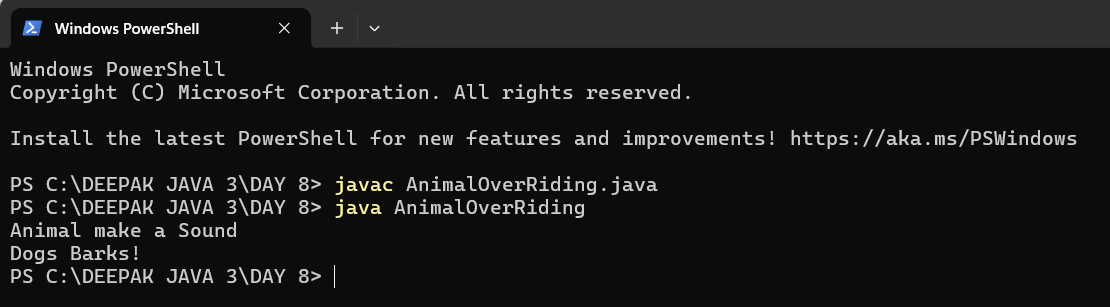 Windows PowerShell
Windows PowerShell
Copyright (C) Microsoft Corporation. All rights reserved.
Install the latest PowerShell for new features and improvements! https://aka.ms/PSWindows
PS C:\DEEPAK JAVA 3\DAY 8> javac AnimalOverRiding.java
PS C:\DEEPAK JAVA 3\DAY 8> java AnimalOverRiding
Animal make a Sound
Dogs Barks!
PS C:\DEEPAK JAVA 3\DAY 8>